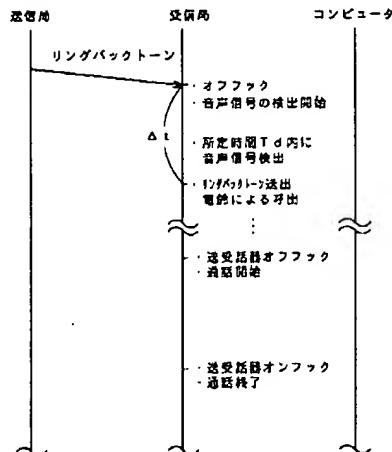 送信局
受信局
コンピュータ
リングバックトーン
・オフフック
・音声信号の検出開始
Δt
・所定時間Td内に
音声信号検出
・リングバックトーン送出
電鈴による呼出
・送受話器オフフック
・通話開始
・送受話器オンフック
・通話終了